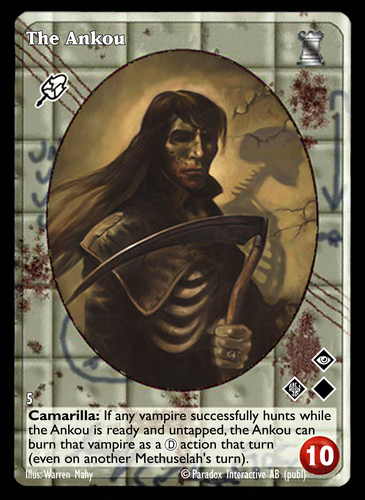 The Ankou
5
Camarilla: If any vampire successfully hunts while
the Ankou is ready and untapped, the Ankou can
burn that vampire as a Ⓓ action that turn
(even on another Methuselah's turn).
10
Illus: Warren Mahy
© Paradox Interactive AB (publ)